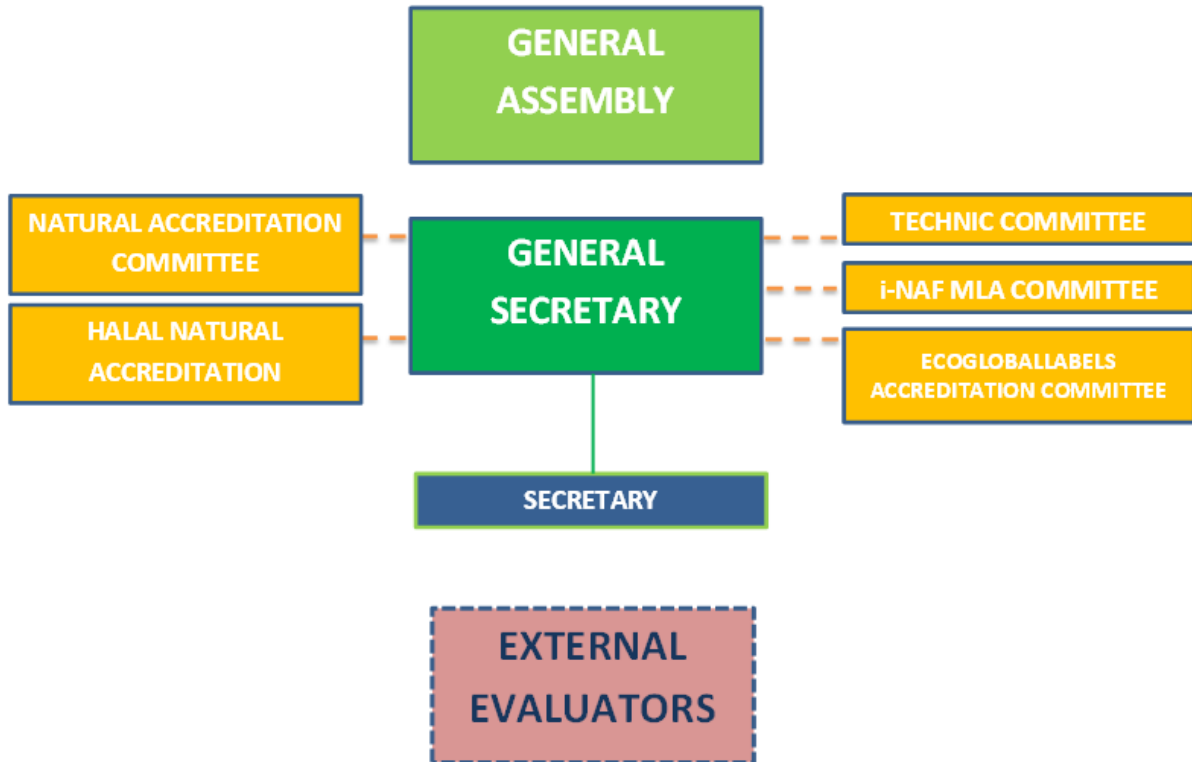 GENERAL
ASSEMBLY
NATURAL ACCREDITATION
COMMITTEE
HALAL NATURAL
ACCREDITATION
GENERAL
SECRETARY
TECHNIC COMMITTEE
i-NAF MLA COMMITTEE
ECOGLOBALLABELS
ACCREDITATION COMMITTEE
SECRETARY
EXTERNAL
EVALUATORS